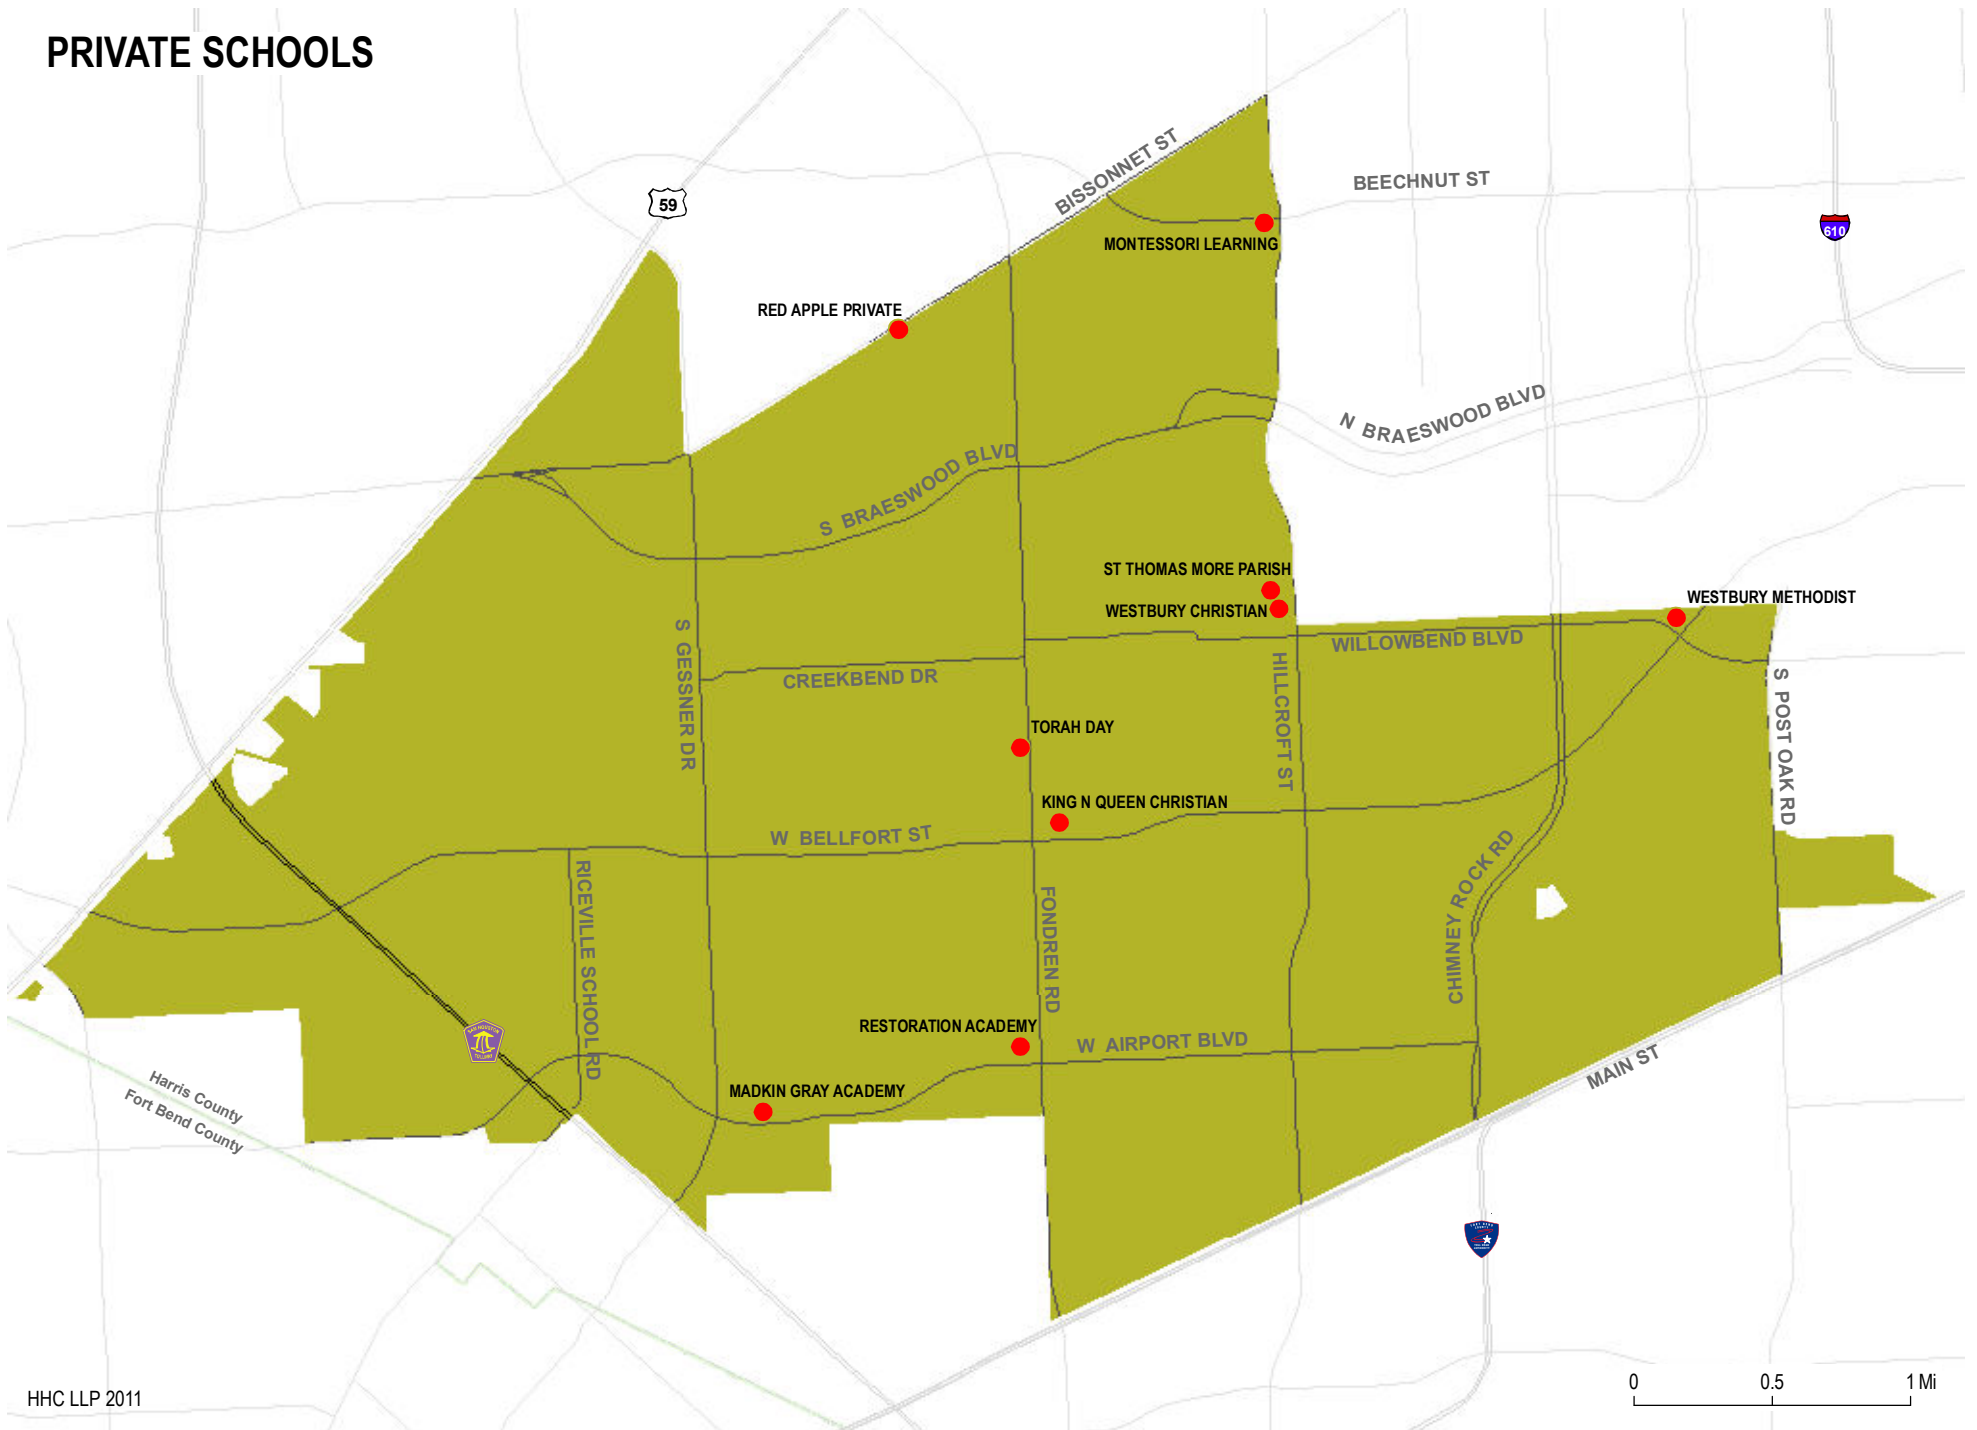 PRIVATE SCHOOLS
BISSONNET ST
BEECHNUT ST
59
610
MONTESSORI LEARNING
RED APPLE PRIVATE
N BRAESWOOD BLVD
S BRAESWOOD BLVD
ST THOMAS MORE PARISH
WESTBURY CHRISTIAN
WESTBURY METHODIST
WILLOWBEND BLVD
S GESSNER DR
CREEKBEND DR
HILLCROFT ST
S POST OAK RD
TORAH DAY
KING N QUEEN CHRISTIAN
W BELLFORT ST
CHIMNEY ROCK RD
RICEVILLE SCHOOL RD
FONDREN RD
RESTORATION ACADEMY
W AIRPORT BLVD
MAIN ST
MADKIN GRAY ACADEMY
Harris County
Fort Bend County
HHC LLP 2011
0 0.5 1 Mi